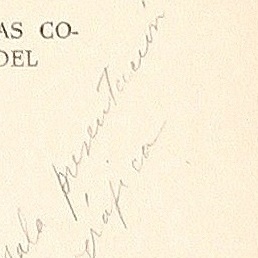 AS CO-
DEL
mala presentación
gráfica